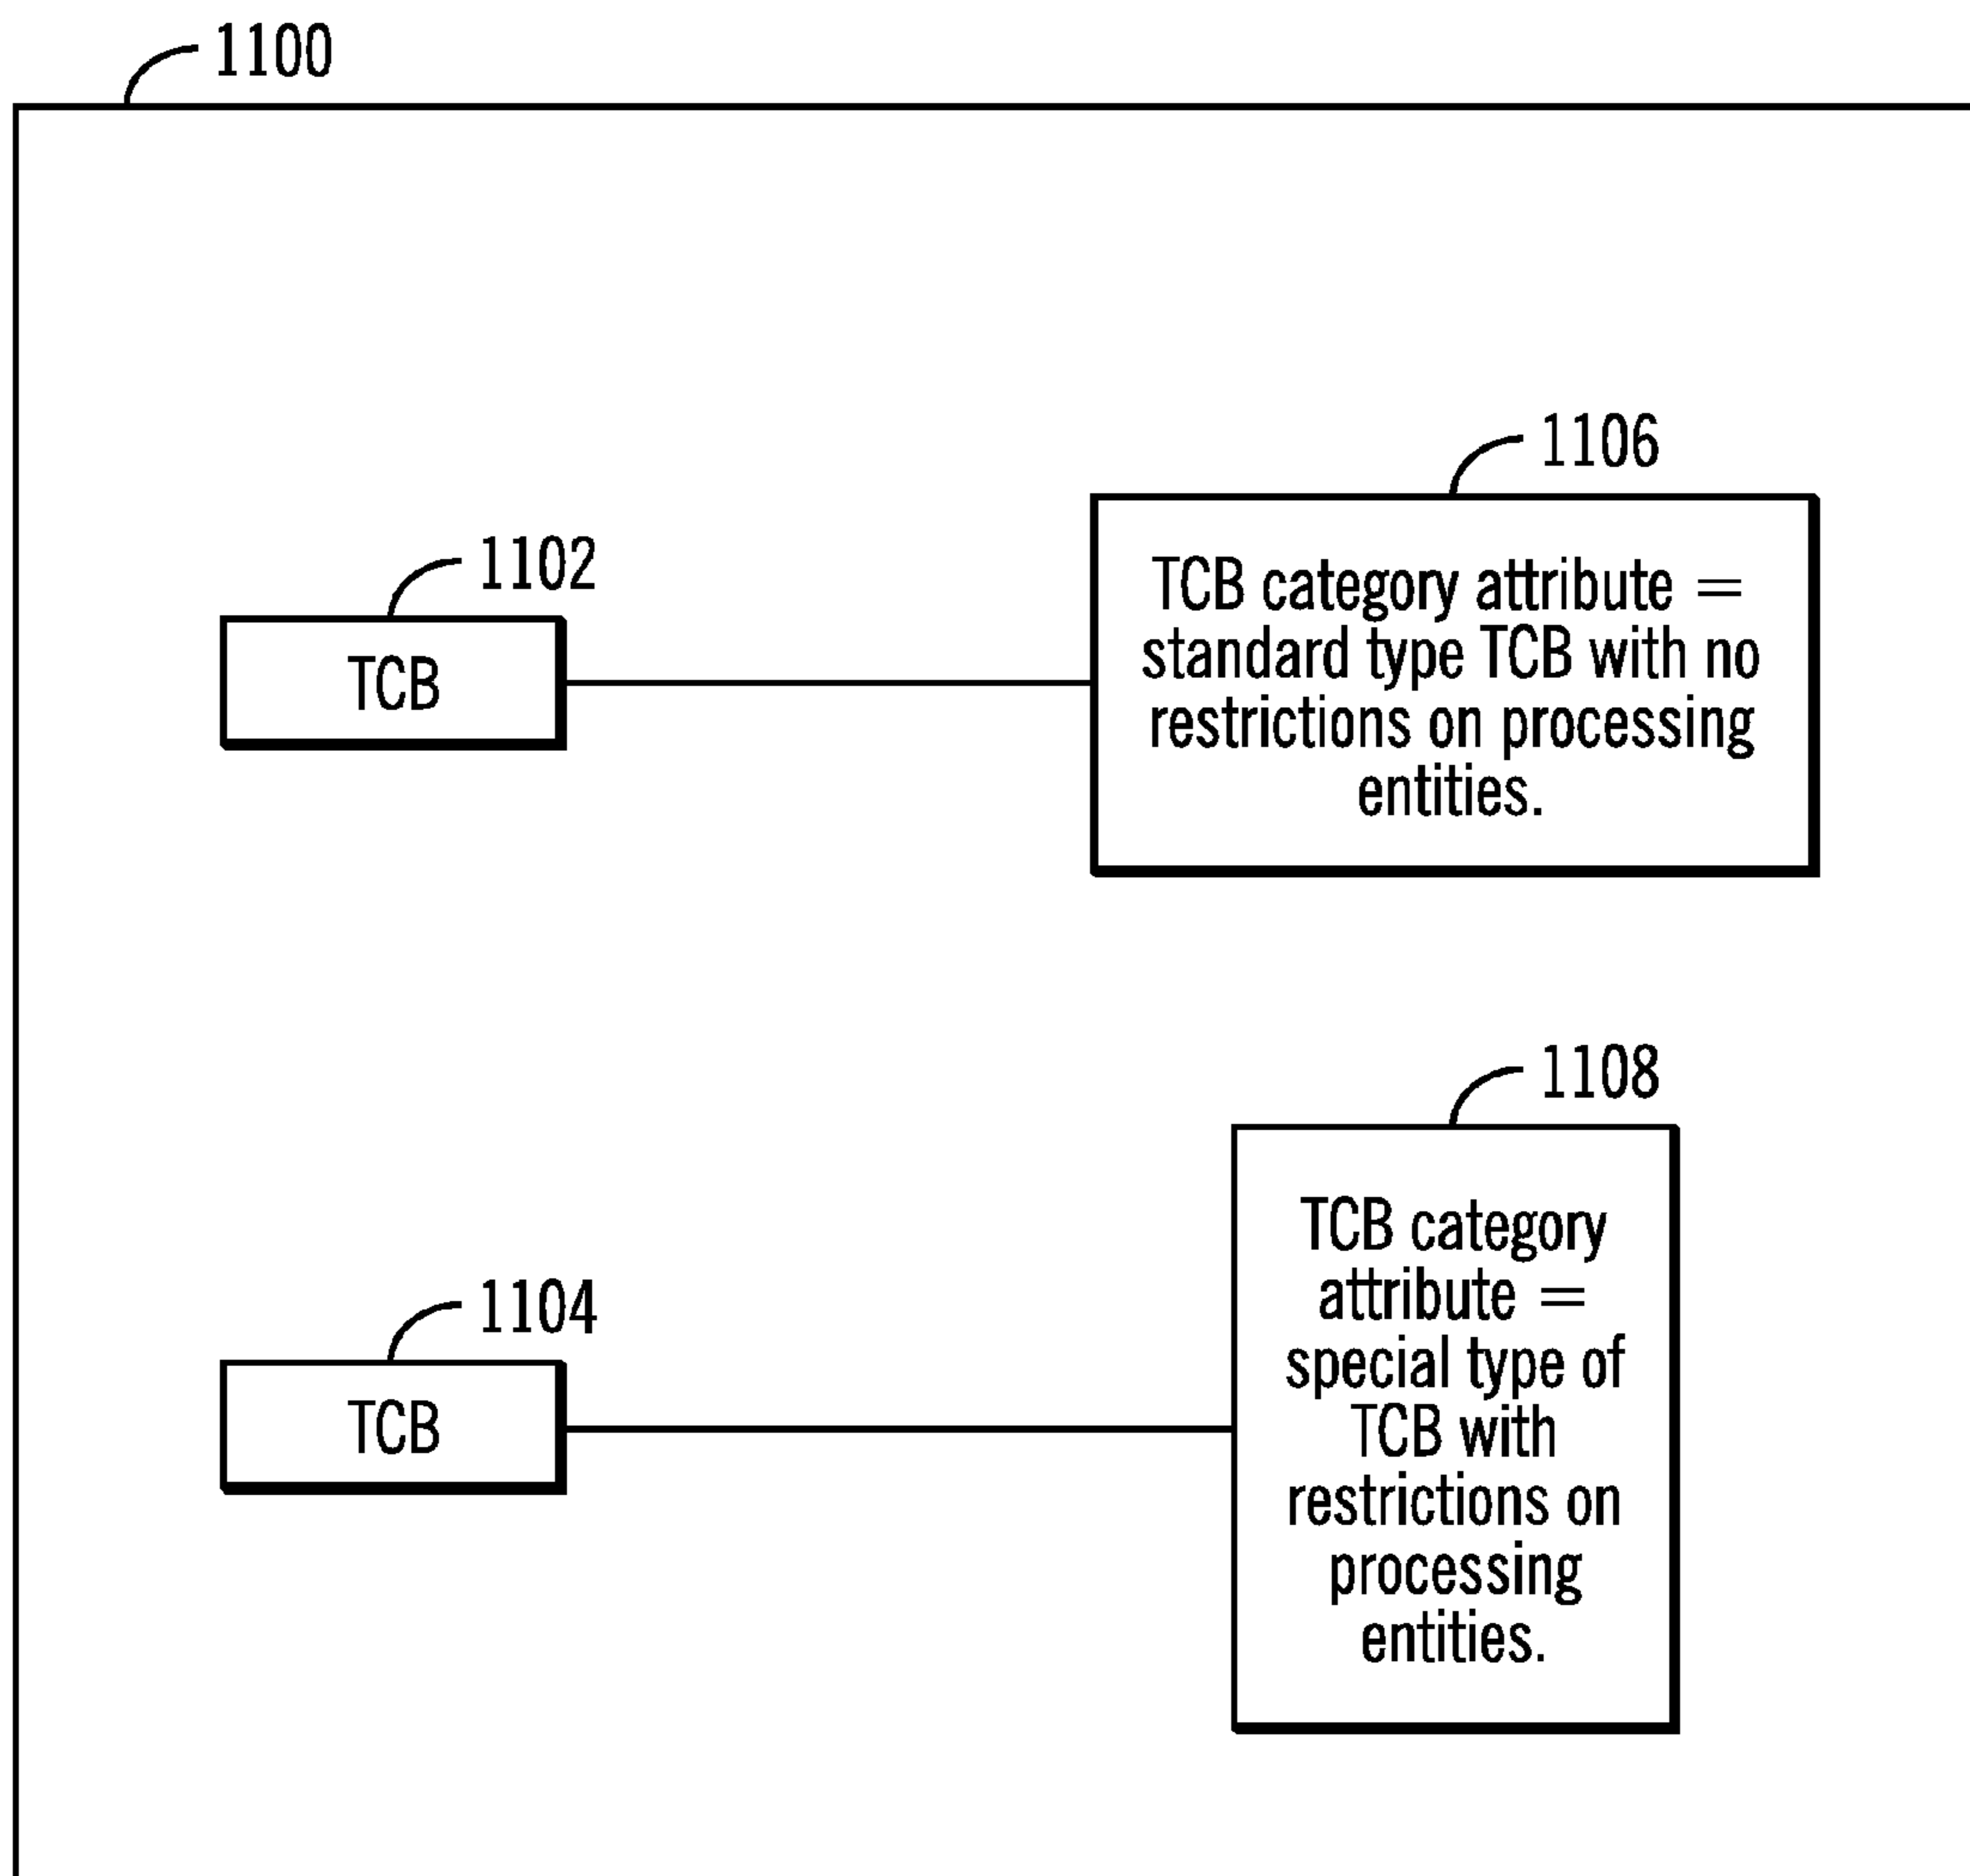 1100
1106
TCB category attribute =
standard type TCB with no
restrictions on processing
entities.
1102
TCB
1108
TCB category
attribute =
special type of
TCB with
restrictions on
processing
entities.
1104
TCB